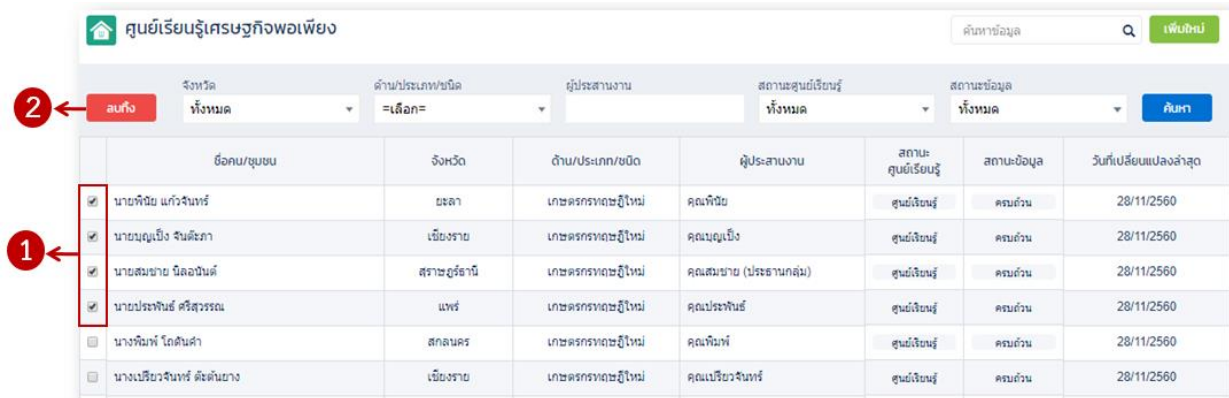 ศูนย์เรียนรู้เศรษฐกิจพอเพียง
ค้นหาข้อมูล
เพิ่มใหม่
จังหวัด ด้าน/ประเภท/ชนิด ผู้ประสานงาน สถานะศูนย์เรียนรู้ สถานะข้อมูล
2 ลบทิ้ง ทั้งหมด =เลือก= ทั้งหมด ทั้งหมด ค้นหา
ชื่อคน/ชุมชน จังหวัด ด้าน/ประเภท/ชนิด ผู้ประสานงาน สถานะ ศูนย์เรียนรู้ สถานะข้อมูล วันที่เปลี่ยนแปลงล่าสุด
นายพินัย แก้วจันทร์ ยะลา เกษตรกรทฤษฎีใหม่ คุณพินัย ศูนย์เรียนรู้ ครบถ้วน 28/11/2560
1
นายบุญเป็ง จันต๊ะภา เชียงราย เกษตรกรทฤษฎีใหม่ คุณบุญเป็ง ศูนย์เรียนรู้ ครบถ้วน 28/11/2560
นายสมชาย นิลอนันต์ สุราษฎร์ธานี เกษตรกรทฤษฎีใหม่ คุณสมชาย (ประธานกลุ่ม) ศูนย์เรียนรู้ ครบถ้วน 28/11/2560
นายประพันธ์ ศรีสุวรรณ แพร่ เกษตรกรทฤษฎีใหม่ คุณประพันธ์ ศูนย์เรียนรู้ ครบถ้วน 28/11/2560
นางพิมพ์ โถตันคำ สกลนคร เกษตรกรทฤษฎีใหม่ คุณพิมพ์ ศูนย์เรียนรู้ ครบถ้วน 28/11/2560
นางเปรียวจันทร์ ต๊ะต้นยาง เชียงราย เกษตรกรทฤษฎีใหม่ คุณเปรียวจันทร์ ศูนย์เรียนรู้ ครบถ้วน 28/11/2560